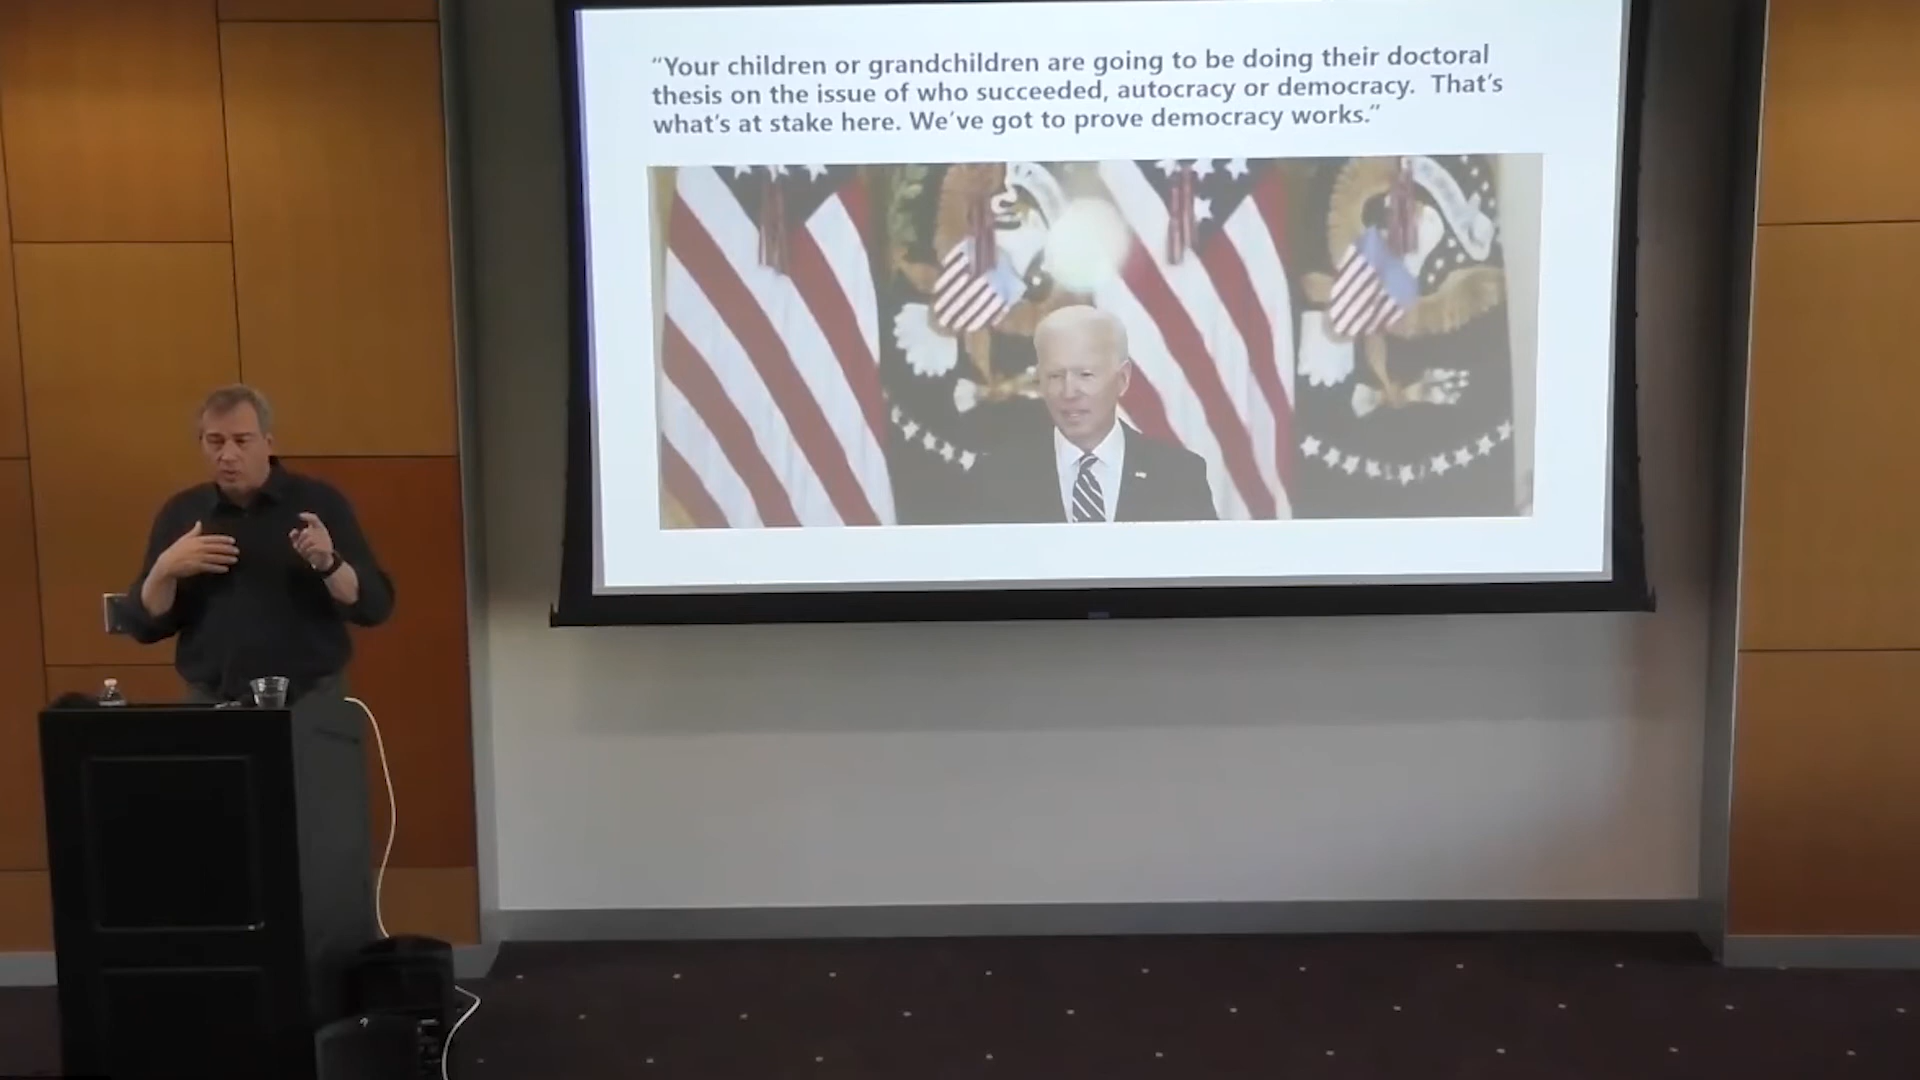 “Your children or grandchildren are going to be doing their doctoral
thesis on the issue of who succeeded, autocracy or democracy.  That’s
what’s at stake here. We’ve got to prove democracy works.”